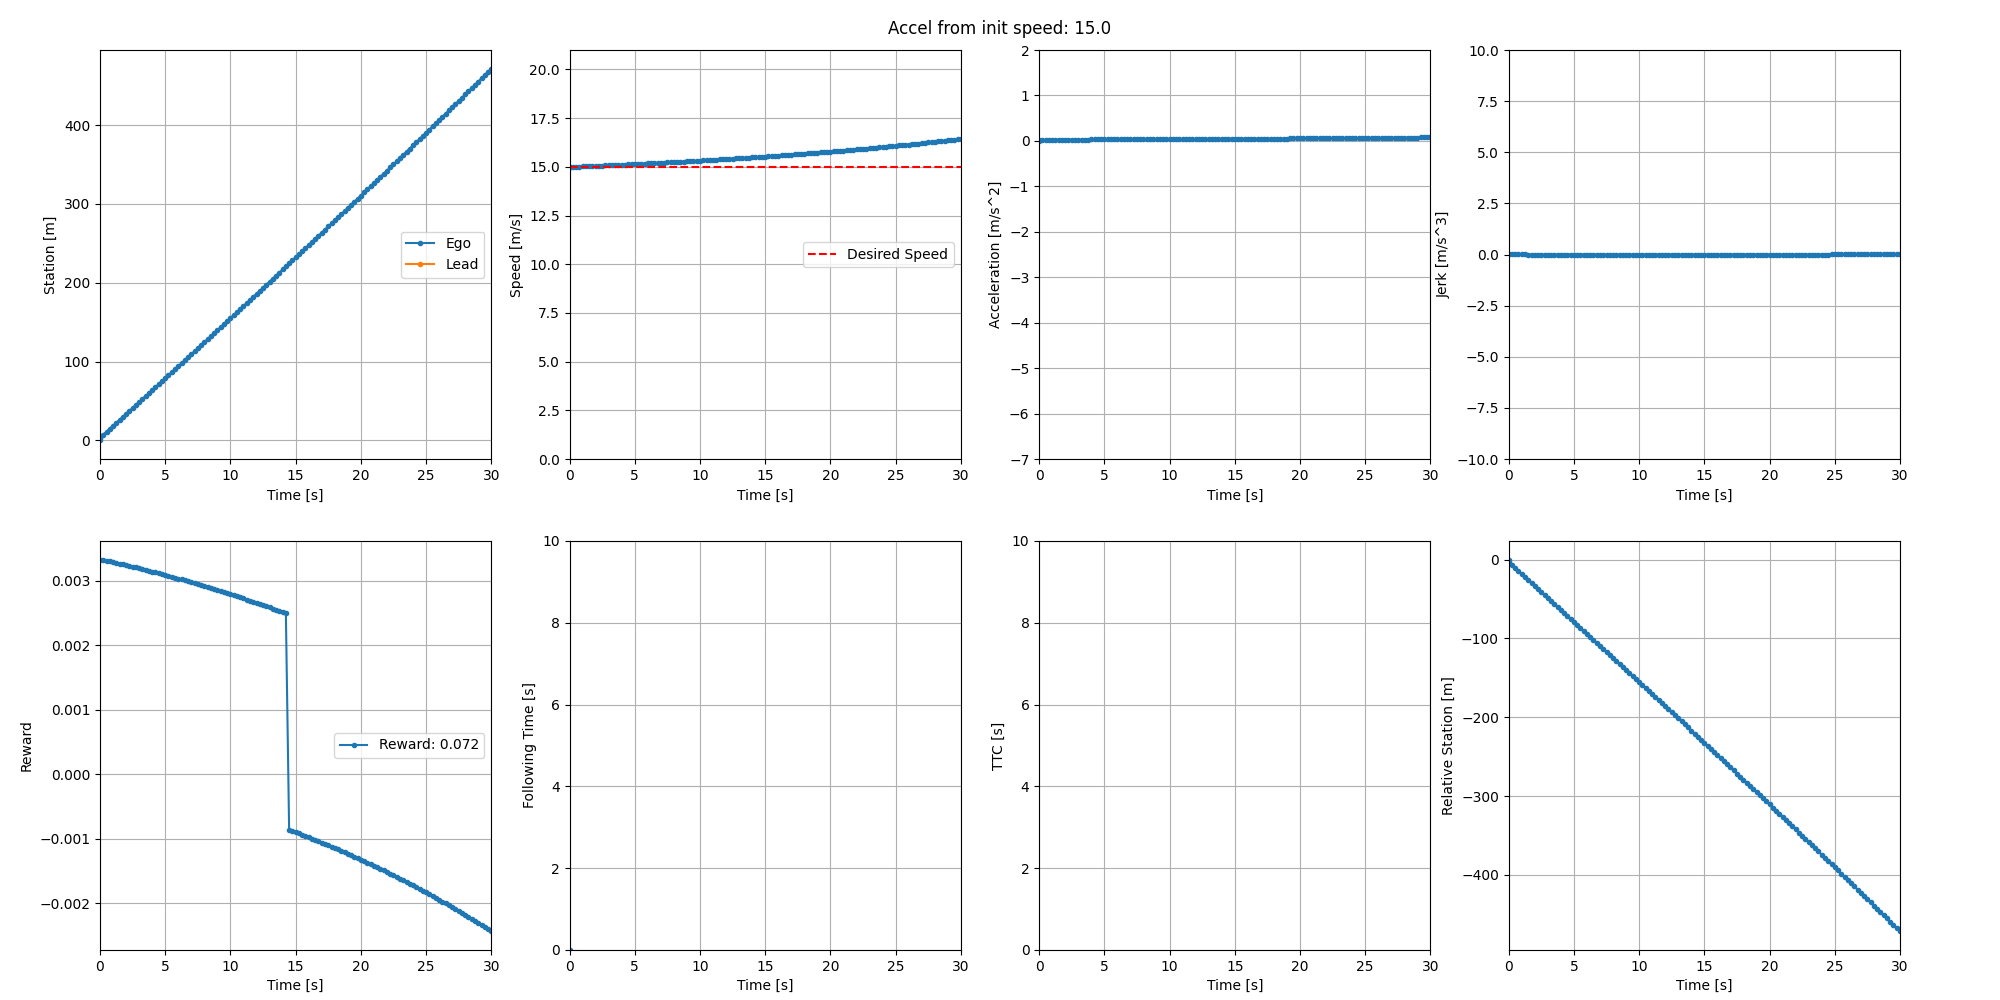 Accel from init speed: 15.0
Station [m]
400
300
200
100
0
Ego
Lead
0 5 10 15 20 25 30
Time [s]
Speed [m/s]
20.0
17.5
15.0
12.5
10.0
7.5
5.0
2.5
0.0
Desired Speed
0 5 10 15 20 25 30
Time [s]
Acceleration [m/s^2]
2
1
0
−1
−2
−3
−4
−5
−6
−7
0 5 10 15 20 25 30
Time [s]
Jerk [m/s^3]
10.0
7.5
5.0
2.5
0.0
−2.5
−5.0
−7.5
−10.0
0 5 10 15 20 25 30
Time [s]
Reward
0.003
0.002
0.001
0.000
−0.001
−0.002
Reward: 0.072
0 5 10 15 20 25 30
Time [s]
Following Time [s]
10
8
6
4
2
0
0 5 10 15 20 25 30
Time [s]
TTC [s]
10
8
6
4
2
0
0 5 10 15 20 25 30
Time [s]
Relative Station [m]
0
−100
−200
−300
−400
0 5 10 15 20 25 30
Time [s]